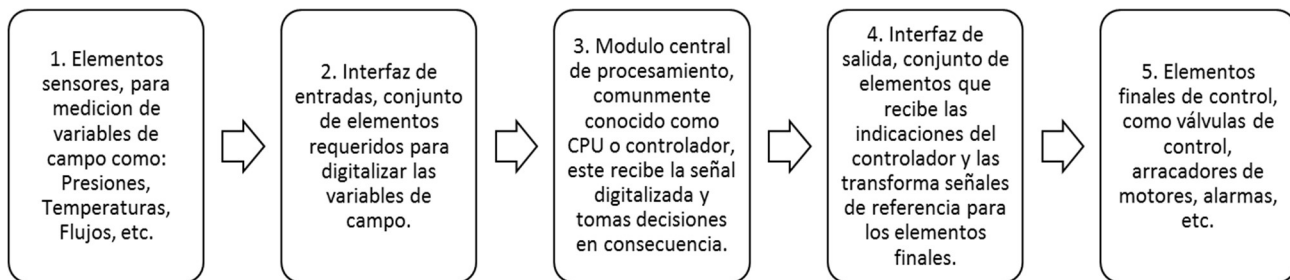 1. Elementos
sensores, para
medicion de
variables de
campo como:
Presiones,
Temperaturas,
Flujos, etc.
2. Interfaz de
entradas, conjunto
de elementos
requeridos para
digitalizar las
variables de
campo.
3. Modulo central
de procesamiento,
comunmente
conocido como
CPU o controlador,
este recibe la señal
digitalizada y
tomas decisiones
en consecuencia.
4. Interfaz de
salida, conjunto de
elementos que
recibe las
indicaciones del
controlador y las
transforma señales
de referencia para
los elementos
finales.
5. Elementos
finales de control,
como válvulas de
control,
arracadores de
motores, alarmas,
etc.